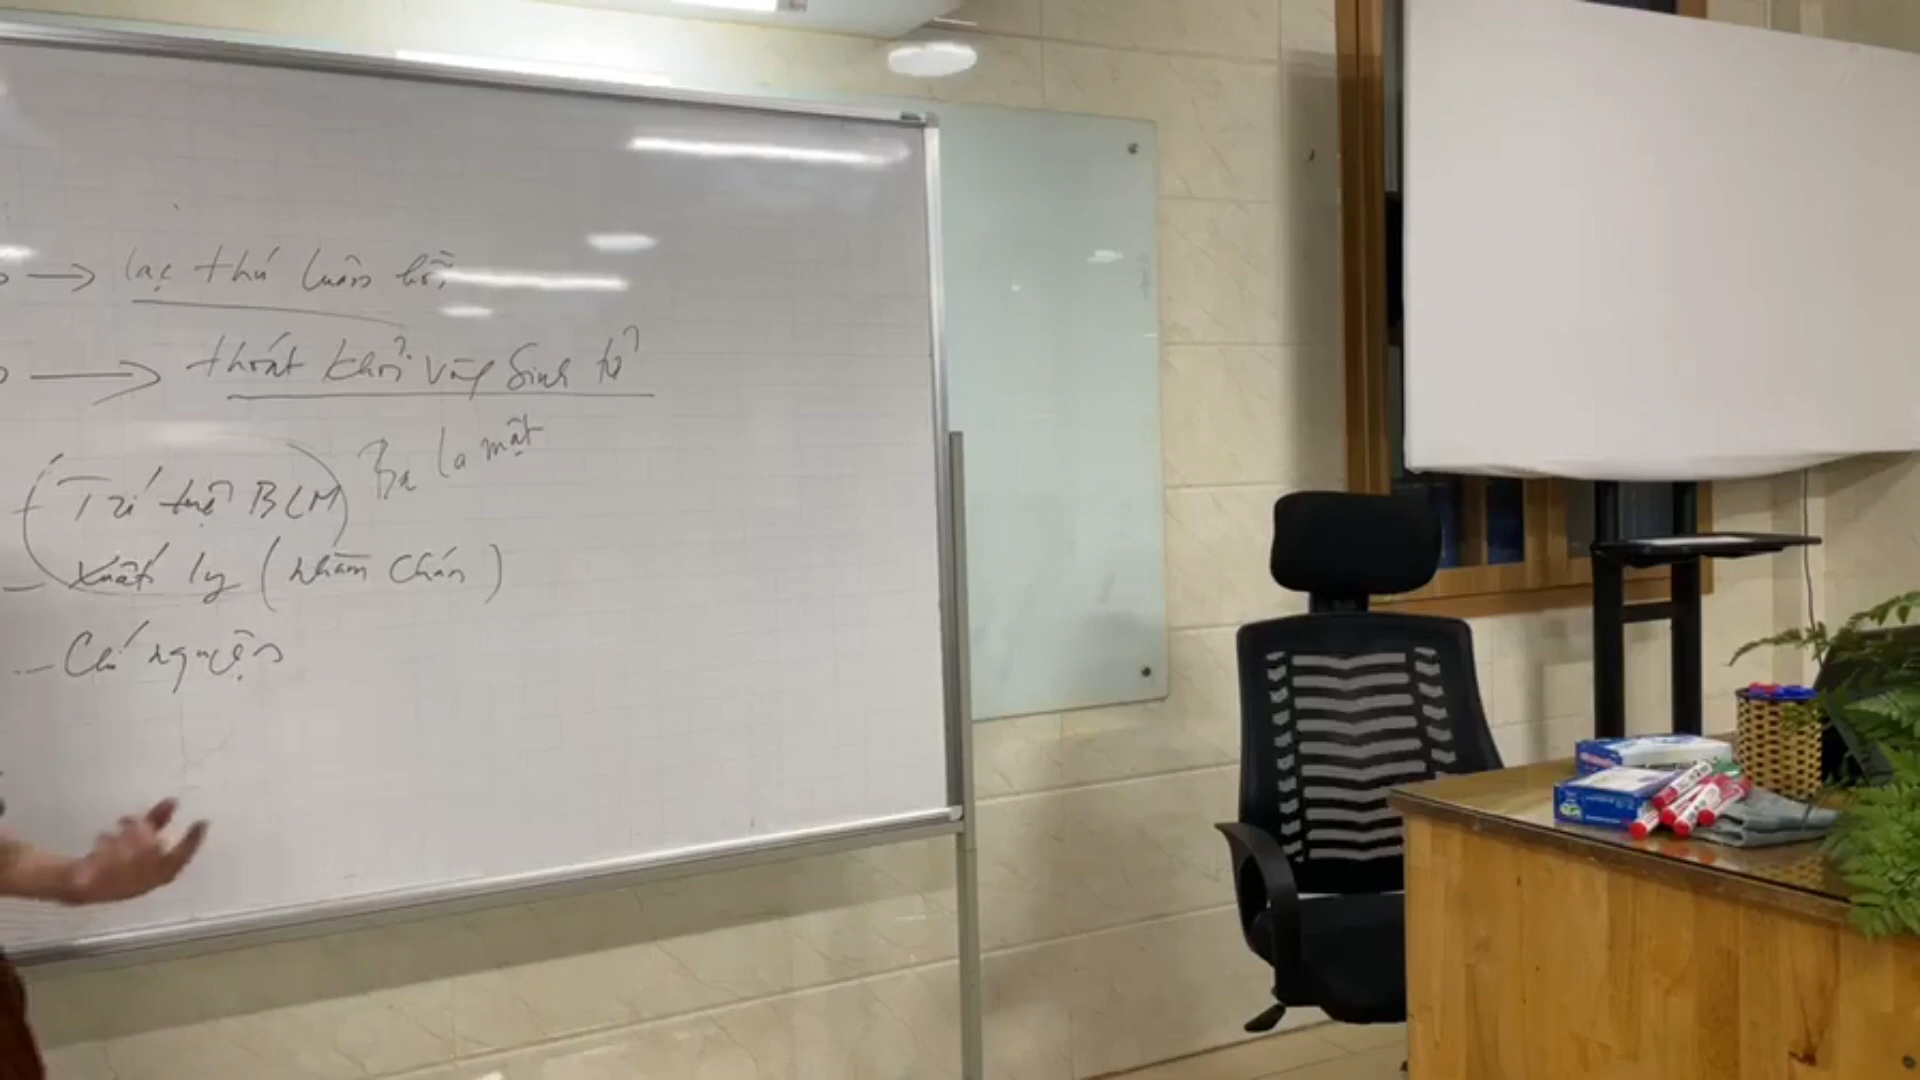 → lạc thú luân hồi
→ thoát khỏi vòng sinh tử
Ba la mật
Trí tuệ BLM
- Xuất ly (nhàm chán)
- Chí nguyện